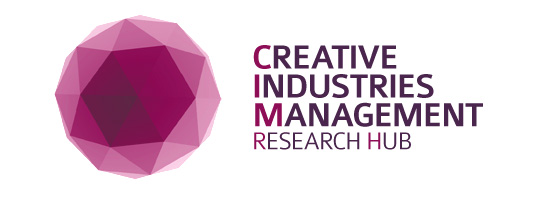 CREATIVE
INDUSTRIES
MANAGEMENT
RESEARCH HUB